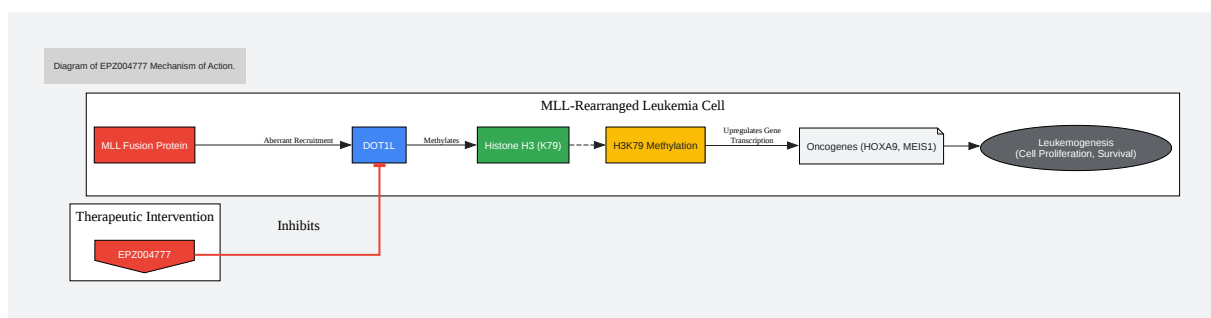 Diagram of EPZ004777 Mechanism of Action.
MLL-Rearranged Leukemia Cell
MLL Fusion Protein
Aberrant Recruitment
DOT1L
Methylates
Histone H3 (K79)
H3K79 Methylation
Upregulates Gene
Transcription
Oncogenes (HOXA9, MEIS1)
Leukemogenesis
(Cell Proliferation, Survival)
Therapeutic Intervention
EPZ004777
Inhibits